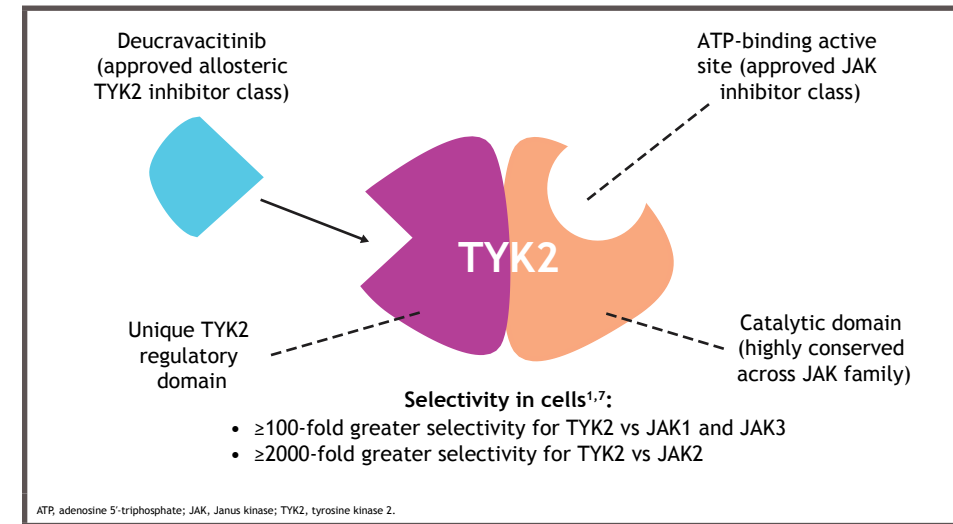 Deucravacitinib
(approved allosteric
TYK2 inhibitor class)
ATP-binding active
site (approved JAK
inhibitor class)
TYK2
Unique TYK2
regulatory
domain
Catalytic domain
(highly conserved
across JAK family)
Selectivity in cells¹,⁷:
• ≥100-fold greater selectivity for TYK2 vs JAK1 and JAK3
• ≥2000-fold greater selectivity for TYK2 vs JAK2
ATP, adenosine 5′-triphosphate; JAK, Janus kinase; TYK2, tyrosine kinase 2.